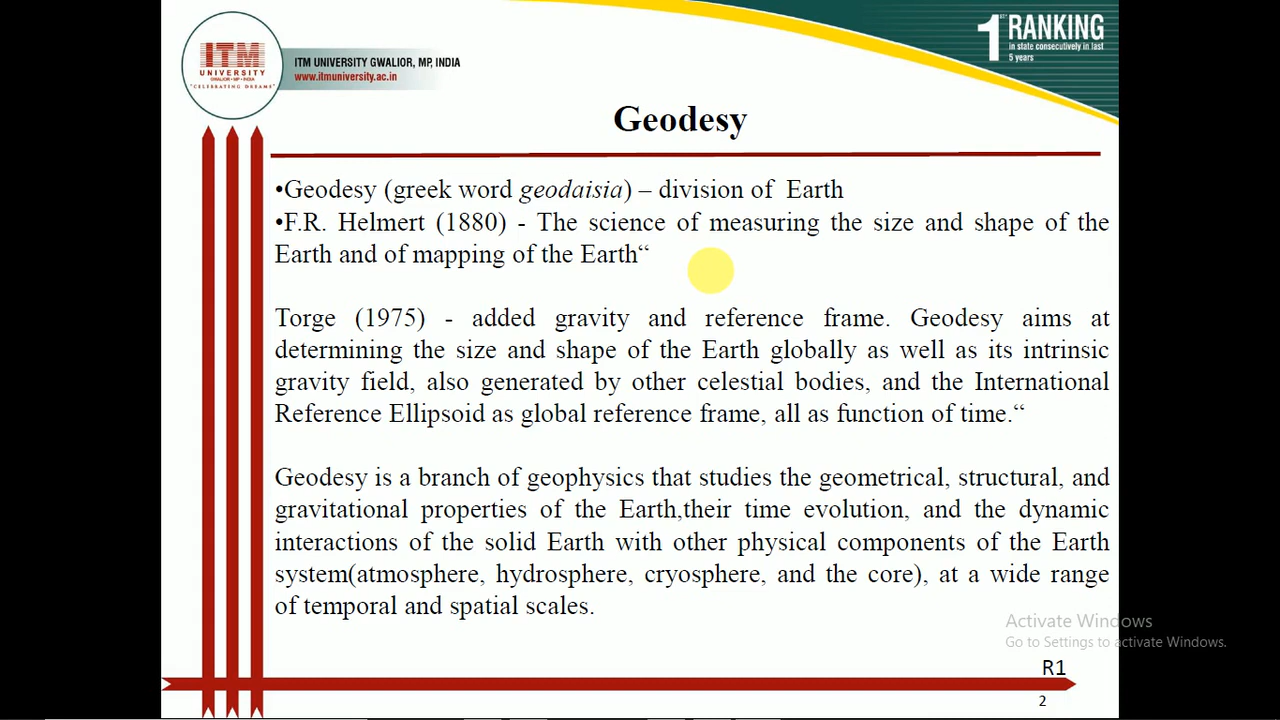 ITM
UNIVERSITY
GWALIOR • MP • INDIA
"CELEBRATING DREAMS"
ITM UNIVERSITY GWALIOR, MP, INDIA
www.itmuniversity.ac.in
1ST RANKING
in state consecutively in last
5 years
Geodesy
•Geodesy (greek word geodaisia) – division of Earth
•F.R. Helmert (1880) - The science of measuring the size and shape of the
Earth and of mapping of the Earth“
Torge (1975) - added gravity and reference frame. Geodesy aims at
determining the size and shape of the Earth globally as well as its intrinsic
gravity field, also generated by other celestial bodies, and the International
Reference Ellipsoid as global reference frame, all as function of time.“
Geodesy is a branch of geophysics that studies the geometrical, structural, and
gravitational properties of the Earth,their time evolution, and the dynamic
interactions of the solid Earth with other physical components of the Earth
system(atmosphere, hydrosphere, cryosphere, and the core), at a wide range
of temporal and spatial scales.
Activate Windows
Go to Settings to activate Windows.
R1
2